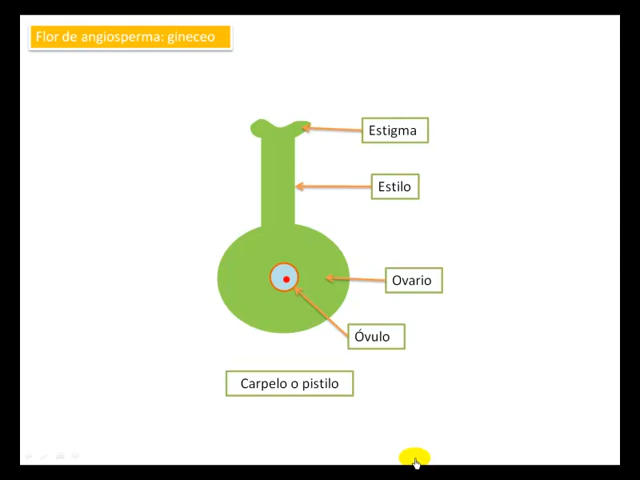 Flor de angiosperma: gineceo
Estigma
Estilo
Ovario
Óvulo
Carpelo o pistilo